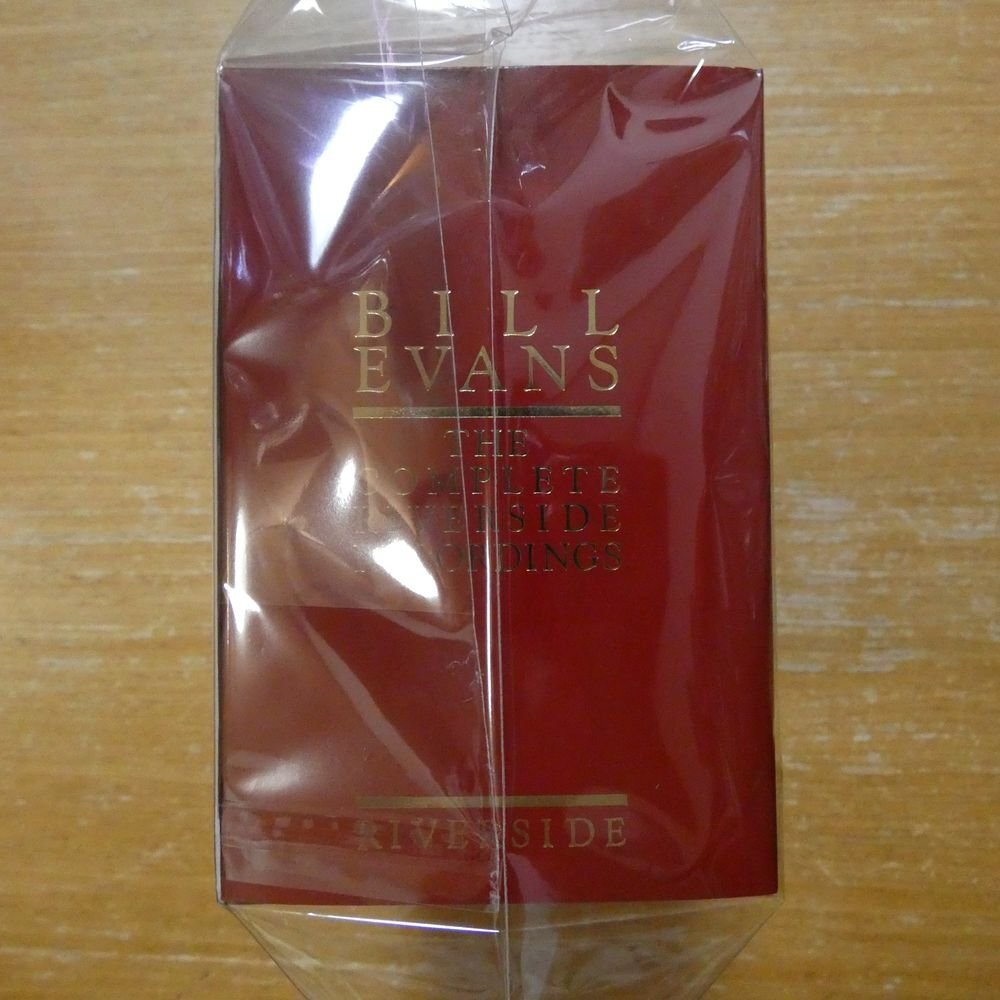 BILL
EVANS
THE
COMPLETE
RIVERSIDE
RECORDINGS
RIVERSIDE